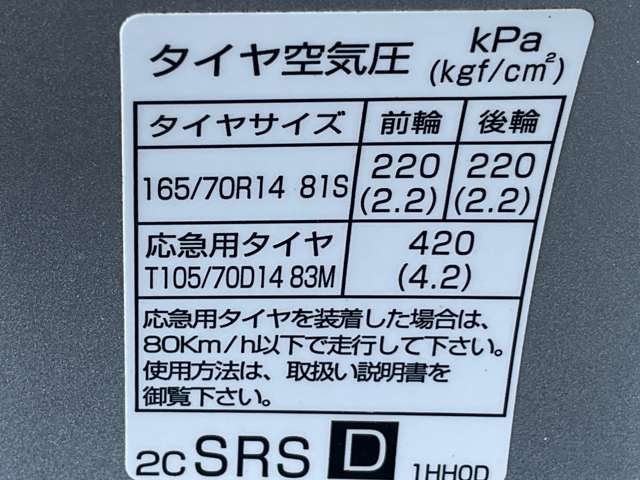 タイヤ空気圧 kPa
(kgf/cm²)
タイヤサイズ 前輪 後輪
165/70R14 81S 220 (2.2) 220 (2.2)
応急用タイヤ
T105/70D14 83M 420 (4.2)
応急用タイヤを装着した場合は、
80Km/h以下で走行して下さい。
使用方法は、取扱い説明書を
御覧下さい。
2C SRS D 1HH0D